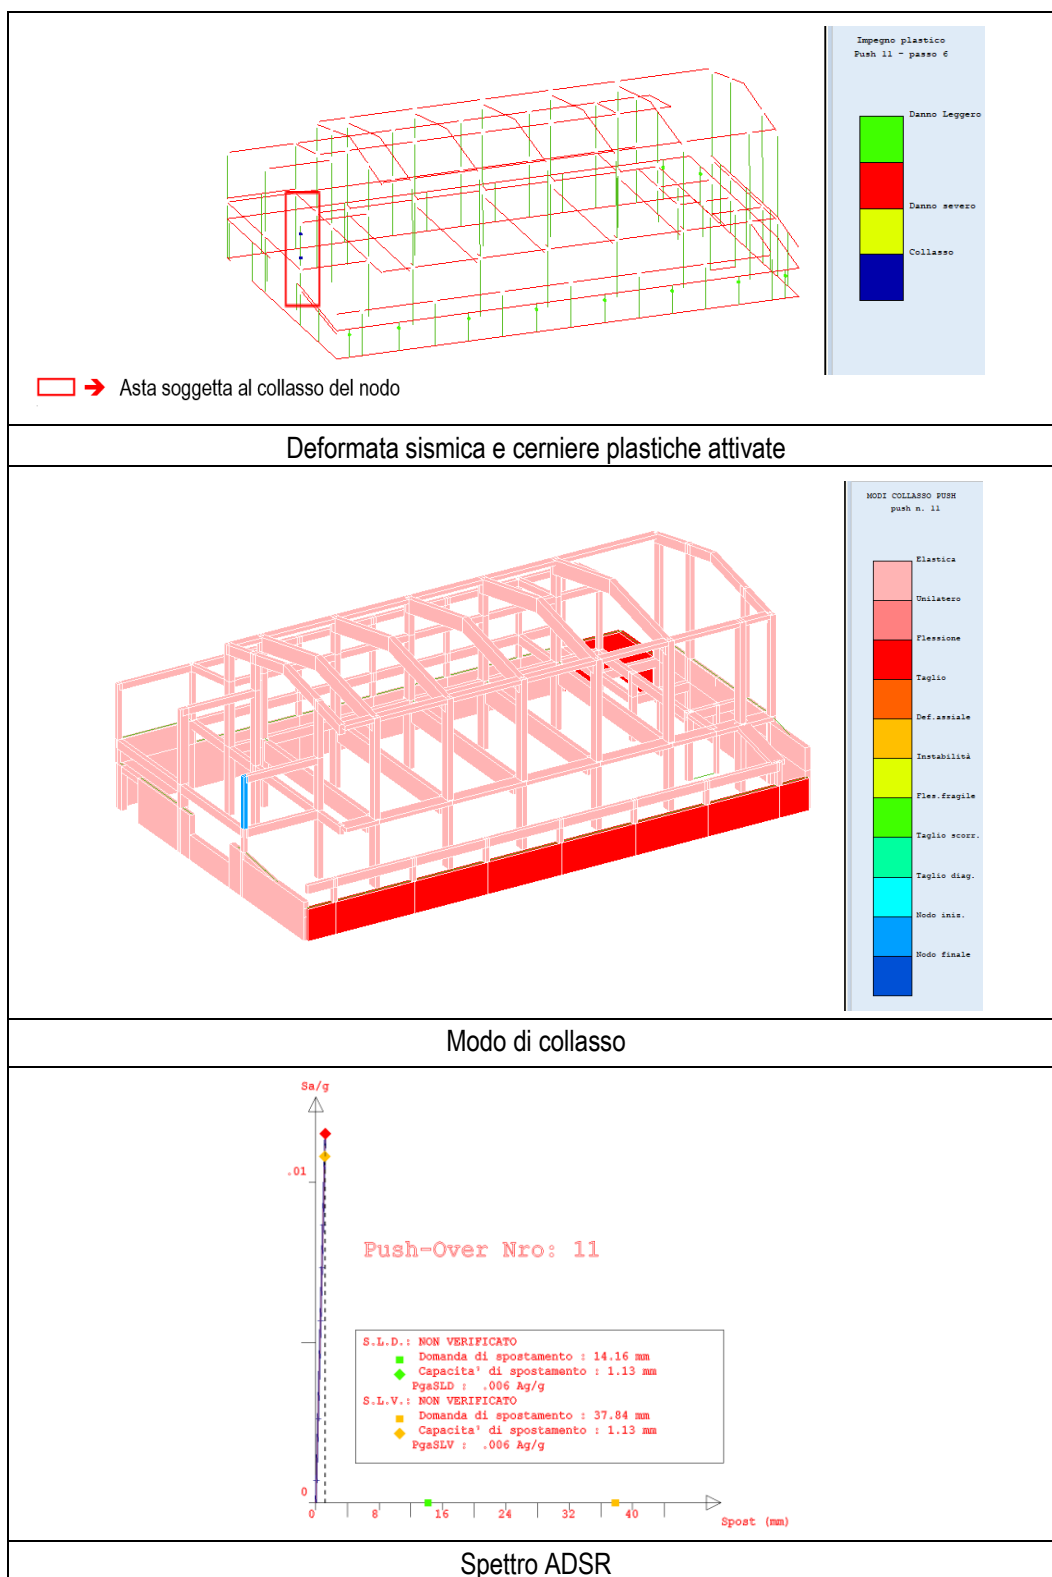 Impegno plastico
Push 11 - passo 6
Danno Leggero
Danno severo
Collasso
Asta soggetta al collasso del nodo
Deformata sismica e cerniere plastiche attivate
MODI COLLASSO PUSH
push n. 11
Elastica
Unilatero
Flessione
Taglio
Def.assiale
Instabilità
Fles.fragile
Taglio scorr.
Taglio diag.
Nodo iniz.
Nodo finale
Modo di collasso
Sa/g
.01
Push-Over Nro: 11
S.L.D.: NON VERIFICATO
Domanda di spostamento : 14.16 mm
Capacita' di spostamento : 1.13 mm
PgaSLD : .006 Ag/g
S.L.V.: NON VERIFICATO
Domanda di spostamento : 37.84 mm
Capacita' di spostamento : 1.13 mm
PgaSLV : .006 Ag/g
0
0 8 16 24 32 40
Spost (mm)
Spettro ADSR